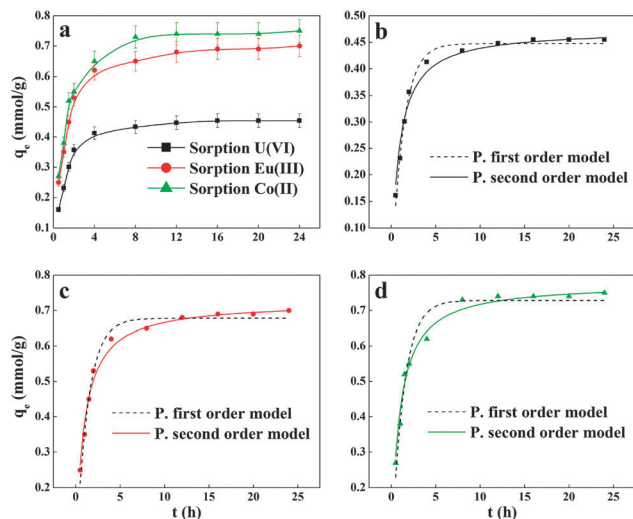 a
q_e (mmol/g)
0.8
0.7
0.6
0.5
0.4
0.3
0.2
0.1
0 4 8 12 16 20 24
Sorption U(VI)
Sorption Eu(III)
Sorption Co(II)
b
0.50
0.45
0.40
0.35
0.30
0.25
0.20
0.15
0.10
0 5 10 15 20 25
P. first order model
P. second order model
c
q_e (mmol/g)
0.8
0.7
0.6
0.5
0.4
0.3
0.2
0 5 10 15 20 25
t (h)
P. first order model
P. second order model
d
0.8
0.7
0.6
0.5
0.4
0.3
0.2
0 5 10 15 20 25
t (h)
P. first order model
P. second order model